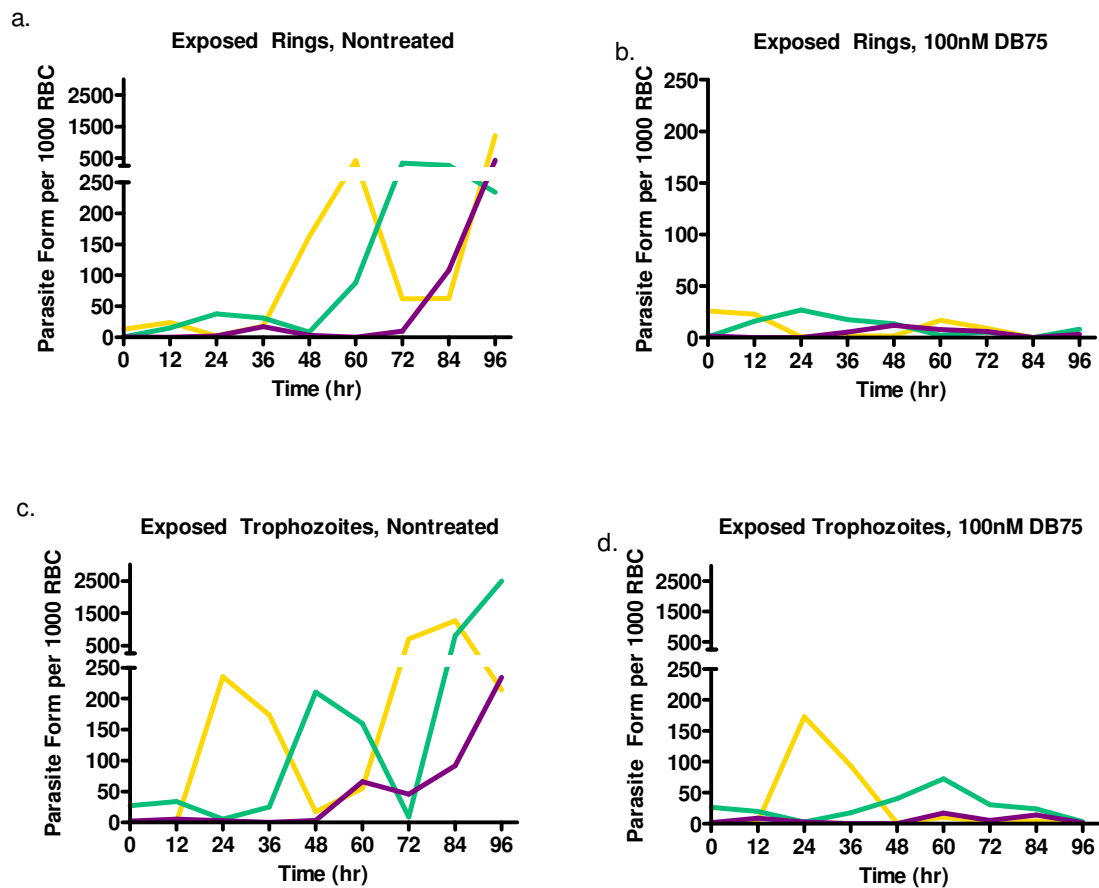 a.
Exposed Rings, Nontreated
Parasite Form per 1000 RBC
2500
1500
500
250
200
150
100
50
0
0 12 24 36 48 60 72 84 96
Time (hr)
b.
Exposed Rings, 100nM DB75
Parasite Form per 1000 RBC
250
200
150
100
50
0
0 12 24 36 48 60 72 84 96
Time (hr)
c.
Exposed Trophozoites, Nontreated
Parasite Form per 1000 RBC
2500
1500
500
250
200
150
100
50
0
0 12 24 36 48 60 72 84 96
Time (hr)
d.
Exposed Trophozoites, 100nM DB75
Parasite Form per 1000 RBC
2500
1500
500
250
200
150
100
50
0
0 12 24 36 48 60 72 84 96
Time (hr)